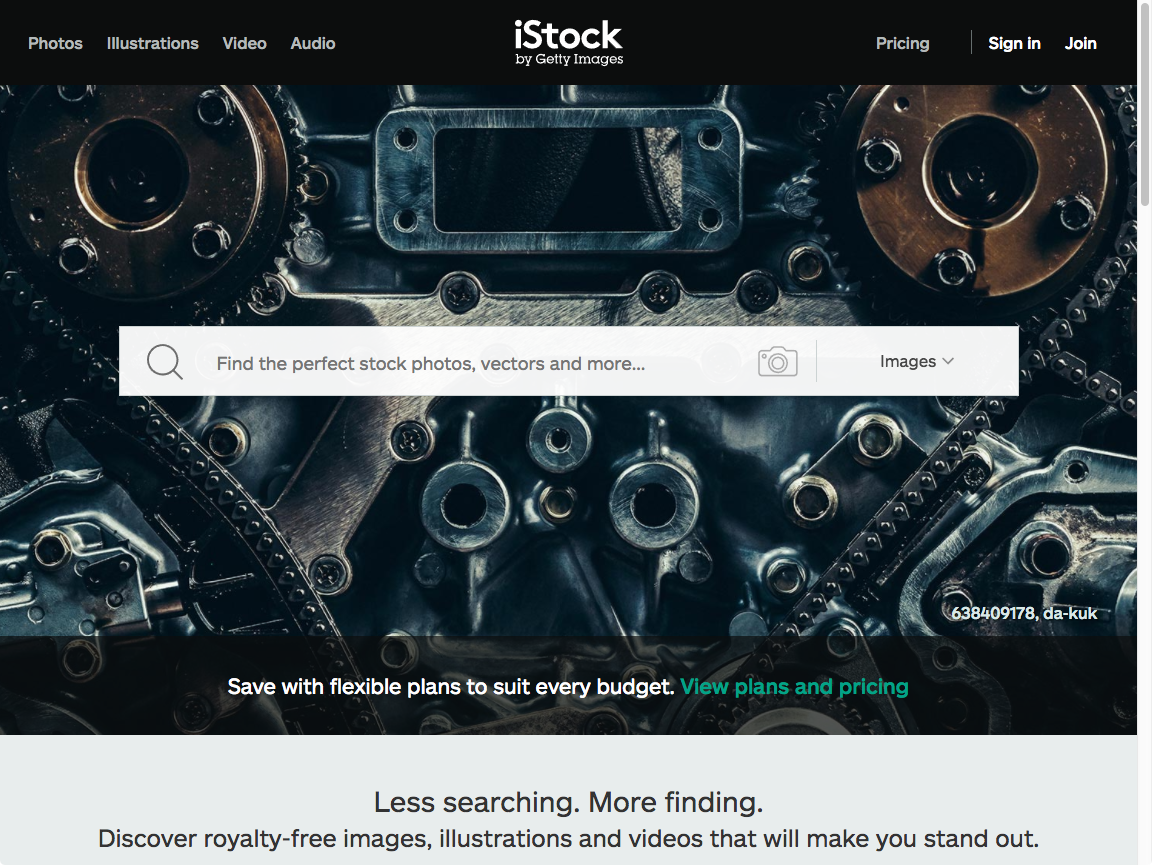 Photos Illustrations Video Audio
iStock
by Getty Images
Pricing Sign in Join
Find the perfect stock photos, vectors and more...
Images
638409178, da-kuk
Save with flexible plans to suit every budget. View plans and pricing
Less searching. More finding.
Discover royalty-free images, illustrations and videos that will make you stand out.